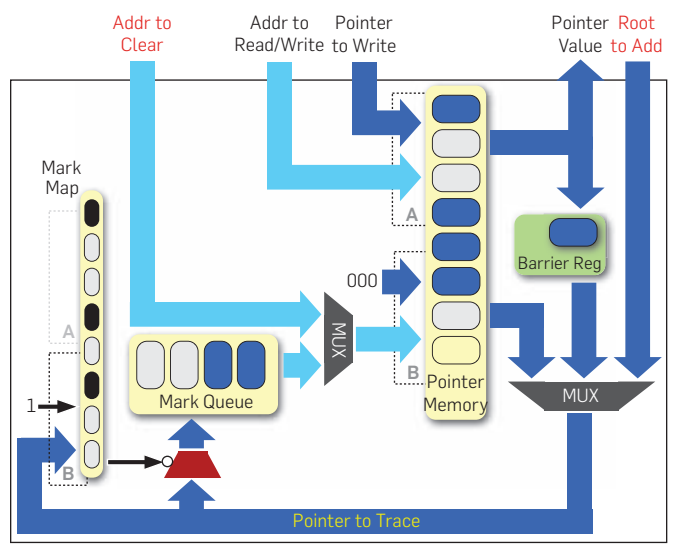 Addr to
Clear
Addr to
Read/Write
Pointer
to Write
Pointer
Value
Root
to Add
Mark
Map
A
A
000
Barrier Reg
MUX
B
Pointer
Memory
MUX
Mark Queue
1
B
Pointer to Trace